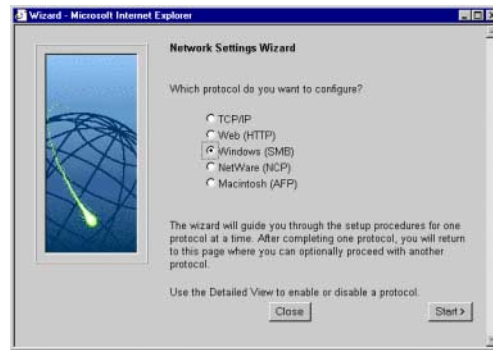 Wizard - Microsoft Internet Explorer
Network Settings Wizard
Which protocol do you want to configure?
TCP/IP
Web (HTTP)
Windows (SMB)
NetWare (NCP)
Macintosh (AFP)
The wizard will guide you through the setup procedures for one
protocol at a time. After completing one protocol, you will return
to this page where you can optionally proceed with another
protocol.
Use the Detailed View to enable or disable a protocol.
Close
Start >